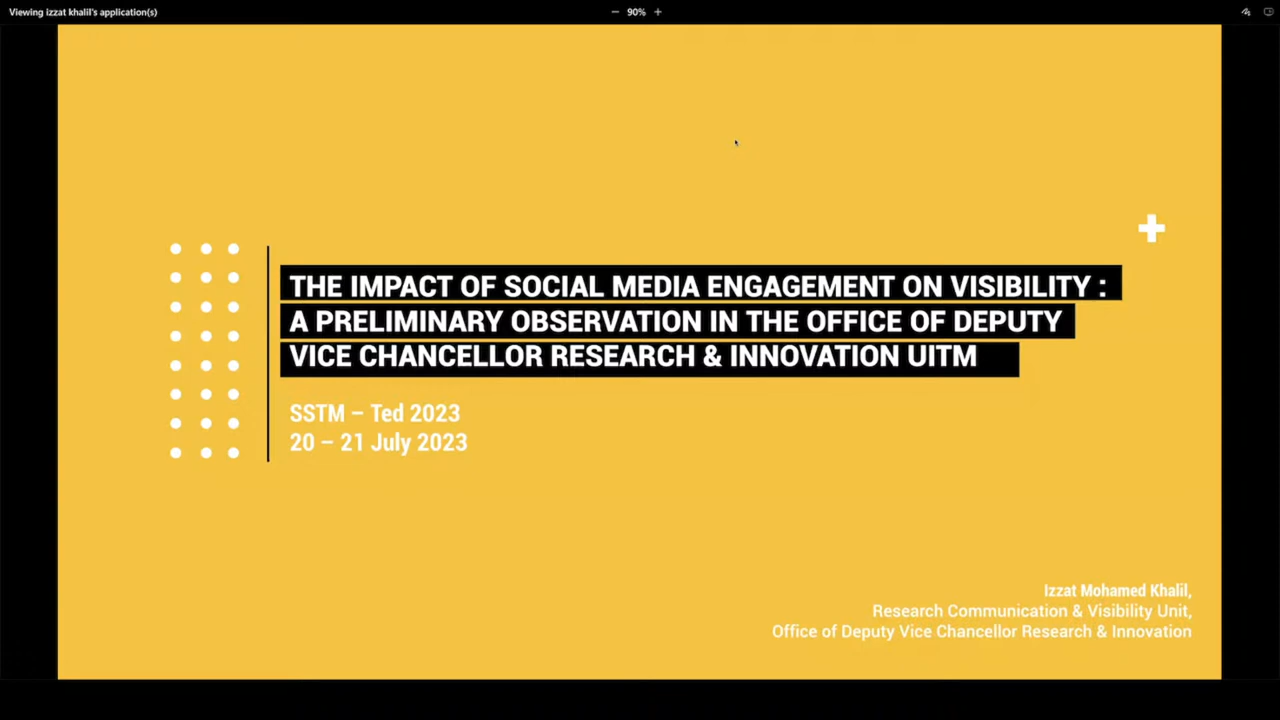 Viewing izzat khalil's application(s)
90%
THE IMPACT OF SOCIAL MEDIA ENGAGEMENT ON VISIBILITY :
A PRELIMINARY OBSERVATION IN THE OFFICE OF DEPUTY
VICE CHANCELLOR RESEARCH & INNOVATION UITM
SSTM – Ted 2023
20 – 21 July 2023
Izzat Mohamed Khalil,
Research Communication & Visibility Unit,
Office of Deputy Vice Chancellor Research & Innovation